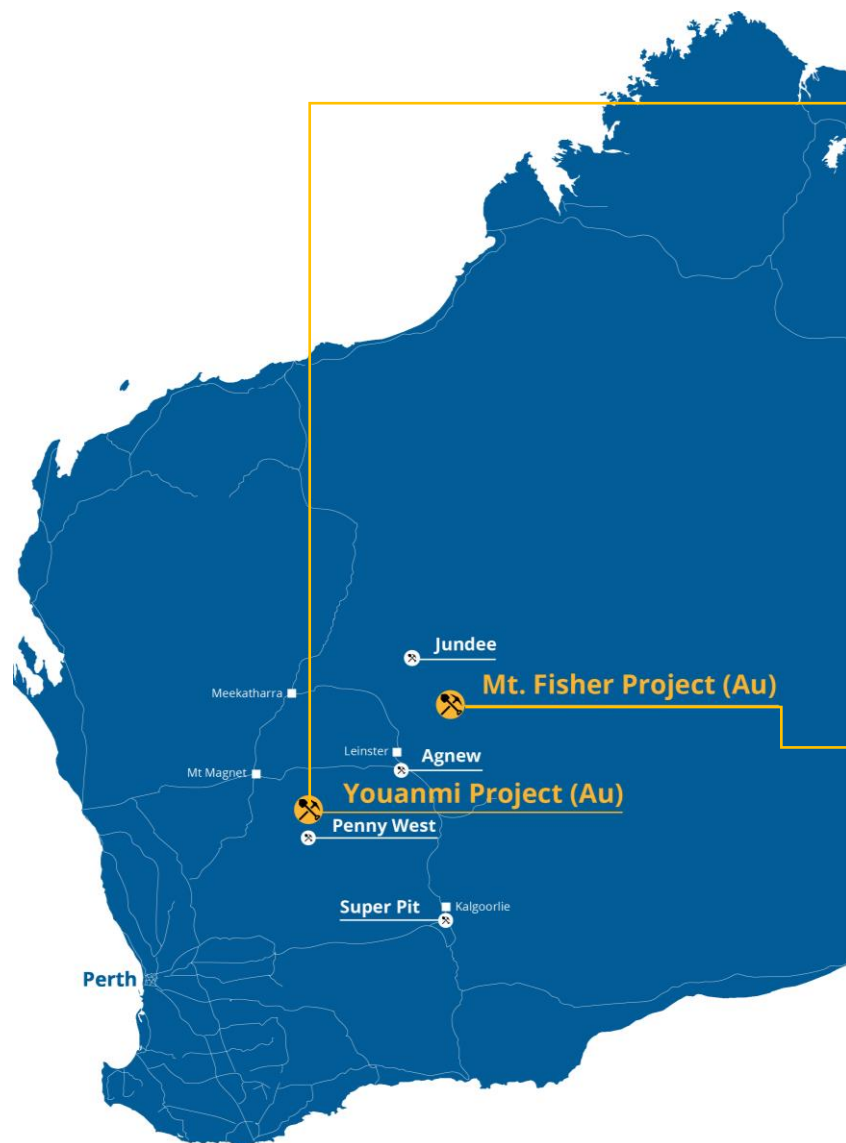 Jundee
Mt. Fisher Project (Au)
Meekatharra
Leinster
Agnew
Mt Magnet
Youanmi Project (Au)
Penny West
Super Pit
Kalgoorlie
Perth